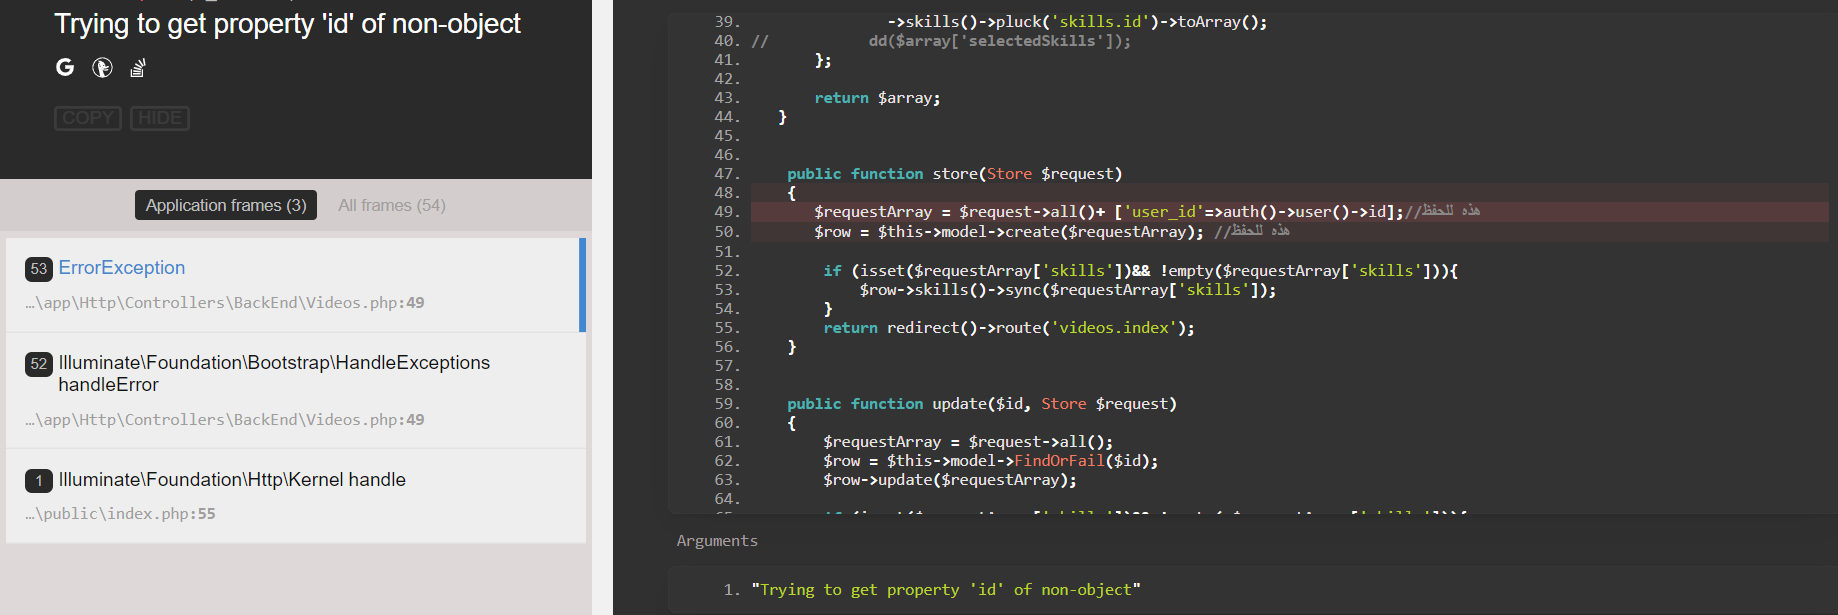 Trying to get property 'id' of non-object
COPY HIDE
Application frames (3) All frames (54)
53 ErrorException
…\app\Http\Controllers\BackEnd\Videos.php:49
52 Illuminate\Foundation\Bootstrap\HandleExceptions
handleError
…\app\Http\Controllers\BackEnd\Videos.php:49
1 Illuminate\Foundation\Http\Kernel handle
…\public\index.php:55
39. ->skills()->pluck('skills.id')->toArray();
40. // dd($array['selectedSkills']);
41. };
42.
43. return $array;
44. }
45.
46.
47. public function store(Store $request)
48. {
49. $requestArray = $request->all()+ ['user_id'=>auth()->user()->id];//هذه للحفظ
50. $row = $this->model->create($requestArray); //هذه للحفظ
51.
52. if (isset($requestArray['skills'])&& !empty($requestArray['skills'])){
53. $row->skills()->sync($requestArray['skills']);
54. }
55. return redirect()->route('videos.index');
56. }
57.
58.
59. public function update($id, Store $request)
60. {
61. $requestArray = $request->all();
62. $row = $this->model->FindOrFail($id);
63. $row->update($requestArray);
64.
Arguments
1. "Trying to get property 'id' of non-object"